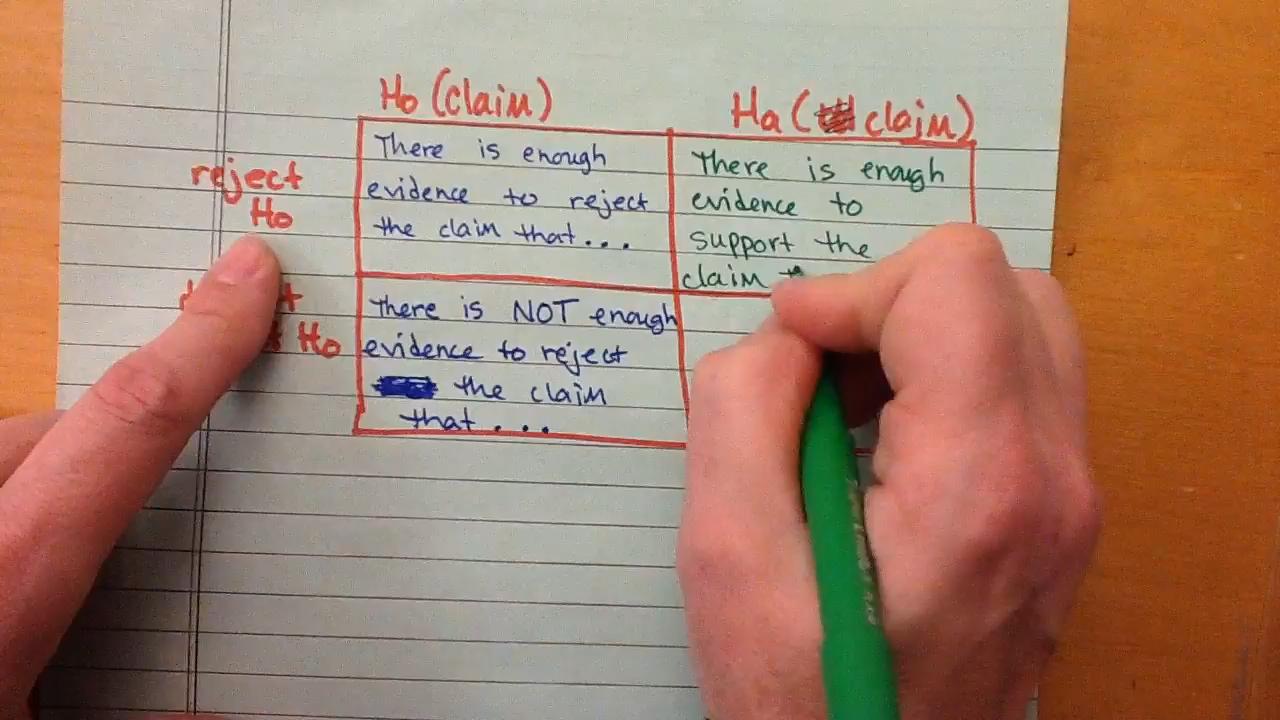 Ho (claim)
Ha ( claim)
reject
Ho
There is enough
evidence to reject
the claim that...
There is enough
evidence to
support the
claim
Ho
There is NOT enough
evidence to reject
the claim
that...